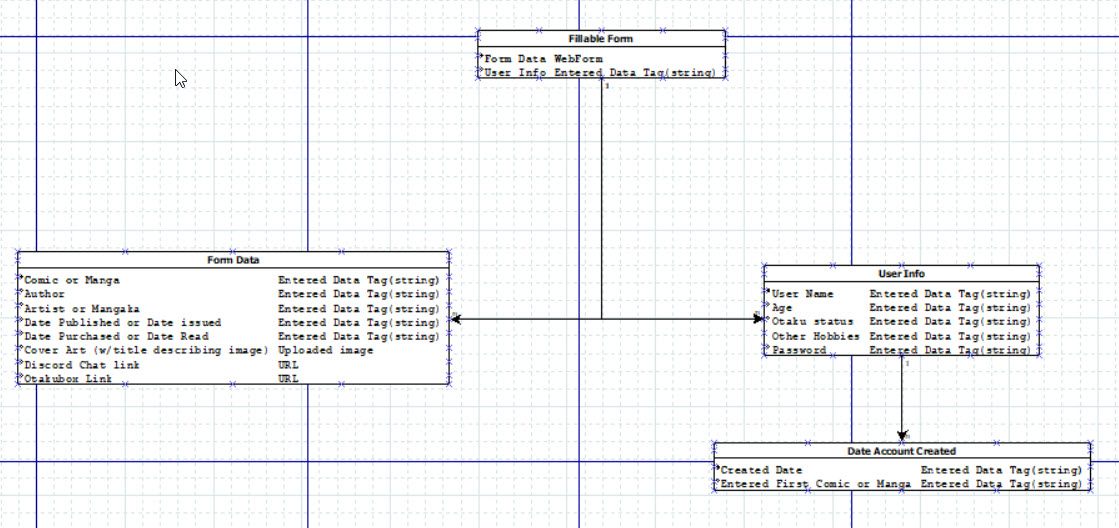 Fillable Form
Form Data WebForm
User Info Entered Data Tag(string)
1
Form Data
Comic or Manga Entered Data Tag(string)
Author Entered Data Tag(string)
Artist or Mangaka Entered Data Tag(string)
Date Published or Date issued Entered Data Tag(string)
Date Purchased or Date Read Entered Data Tag(string)
Cover Art (w/title describing image) Uploaded image
Discord Chat link URL
Otakubox Link URL
User Info
User Name Entered Data Tag(string)
Age Entered Data Tag(string)
Otaku status Entered Data Tag(string)
Other Hobbies Entered Data Tag(string)
Password Entered Data Tag(string)
1
Date Account Created
Created Date Entered Data Tag(string)
Entered First Comic or Manga Entered Data Tag(string)